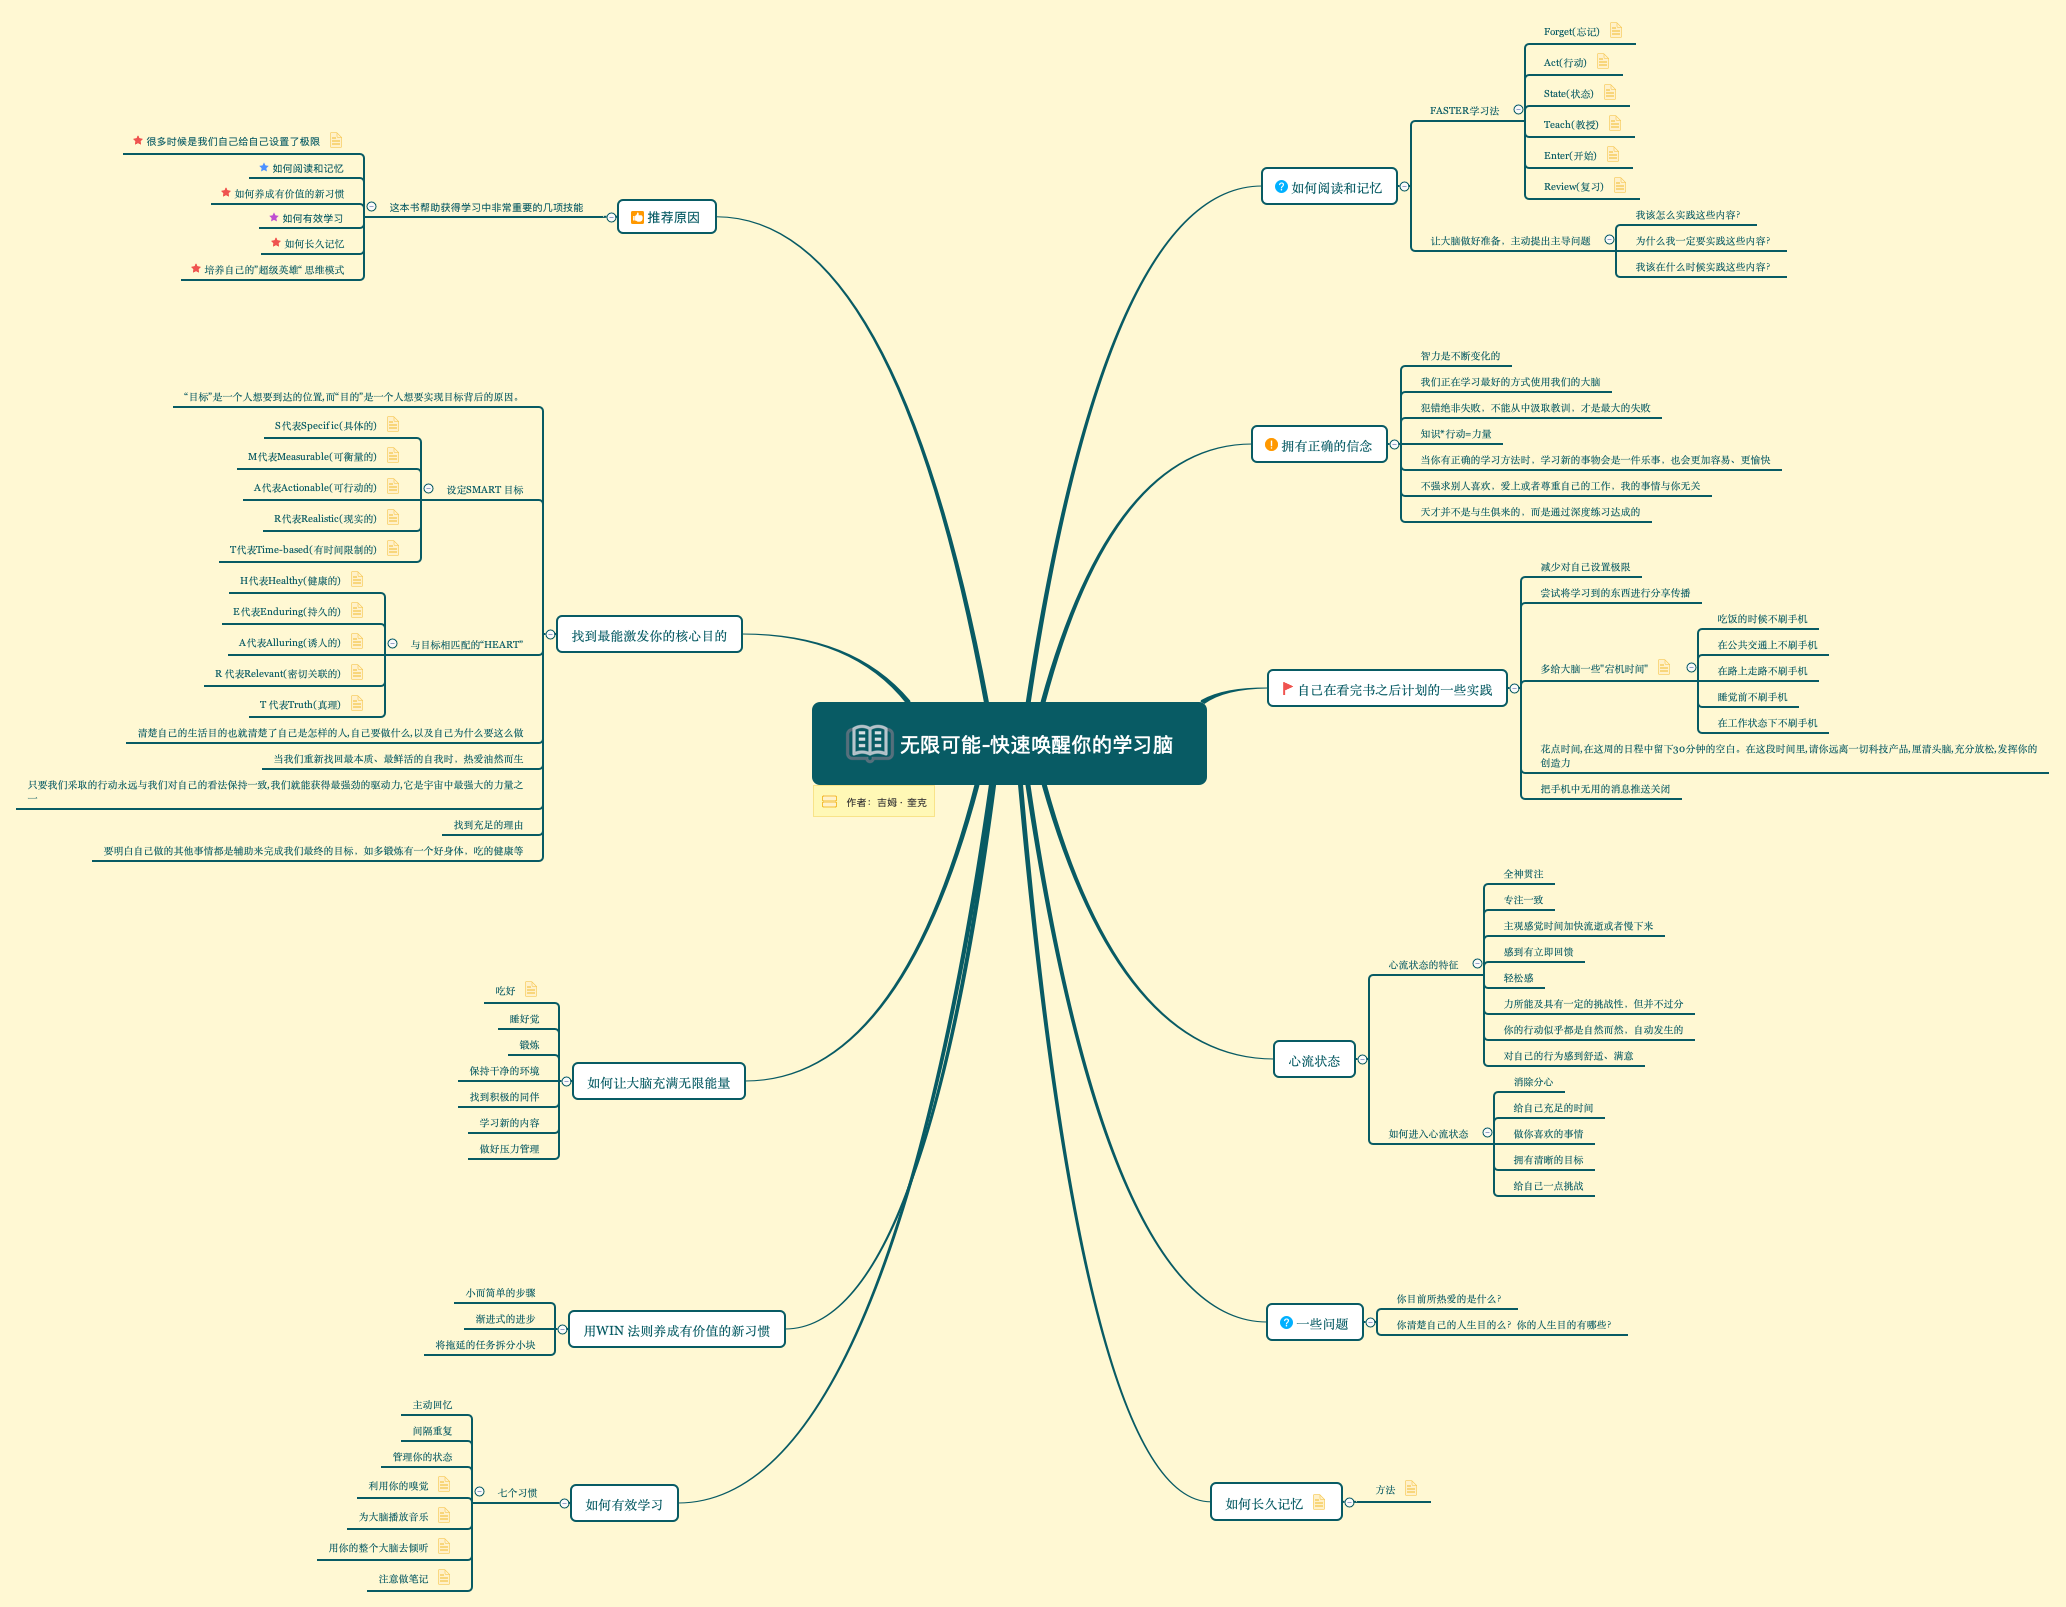 无限可能-快速唤醒你的学习脑
作者：吉姆·奎克
推荐原因
这本书帮助获得学习中非常重要的几项技能
很多时候是我们自己给自己设置了极限
如何阅读和记忆
如何养成有价值的新习惯
如何有效学习
如何长久记忆
培养自己的"超级英雄“ 思维模式
找到最能激发你的核心目的
“目标”是一个人想要到达的位置,而“目的”是一个人想要实现目标背后的原因。
设定SMART 目标
S代表Specific(具体的)
M代表Measurable(可衡量的)
A代表Actionable(可行动的)
R代表Realistic(现实的)
T代表Time-based(有时间限制的)
与目标相匹配的“HEART"
H代表Healthy(健康的)
E代表Enduring(持久的)
A代表Alluring(诱人的)
R 代表Relevant(密切关联的)
T 代表Truth(真理)
清楚自己的生活目的也就清楚了自己是怎样的人,自己要做什么,以及自己为什么要这么做
当我们重新找回最本质、最鲜活的自我时，热爱油然而生
只要我们采取的行动永远与我们对自己的看法保持一致,我们就能获得最强劲的驱动力,它是宇宙中最强大的力量之
一
找到充足的理由
要明白自己做的其他事情都是辅助来完成我们最终的目标，如多锻炼有一个好身体，吃的健康等
如何让大脑充满无限能量
吃好
睡好觉
锻炼
保持干净的环境
找到积极的同伴
学习新的内容
做好压力管理
用WIN 法则养成有价值的新习惯
小而简单的步骤
渐进式的进步
将拖延的任务拆分小块
如何有效学习
七个习惯
主动回忆
间隔重复
管理你的状态
利用你的嗅觉
为大脑播放音乐
用你的整个大脑去倾听
注意做笔记
如何阅读和记忆
FASTER学习法
Forget(忘记)
Act(行动)
State(状态)
Teach(教授)
Enter(开始)
Review(复习)
让大脑做好准备，主动提出主导问题
我该怎么实践这些内容?
为什么我一定要实践这些内容?
我该在什么时候实践这些内容?
拥有正确的信念
智力是不断变化的
我们正在学习最好的方式使用我们的大脑
犯错绝非失败，不能从中汲取教训，才是最大的失败
知识*行动=力量
当你有正确的学习方法时，学习新的事物会是一件乐事，也会更加容易、更愉快
不强求别人喜欢，爱上或者尊重自己的工作，我的事情与你无关
天才并不是与生俱来的，而是通过深度练习达成的
自己在看完书之后计划的一些实践
减少对自己设置极限
尝试将学习到的东西进行分享传播
多给大脑一些"宕机时间"
吃饭的时候不刷手机
在公共交通上不刷手机
在路上走路不刷手机
睡觉前不刷手机
在工作状态下不刷手机
花点时间,在这周的日程中留下30分钟的空白。在这段时间里,请你远离一切科技产品,厘清头脑,充分放松,发挥你的
创造力
把手机中无用的消息推送关闭
心流状态
心流状态的特征
全神贯注
专注一致
主观感觉时间加快流逝或者慢下来
感到有立即回馈
轻松感
力所能及具有一定的挑战性，但并不过分
你的行动似乎都是自然而然，自动发生的
对自己的行为感到舒适、满意
如何进入心流状态
消除分心
给自己充足的时间
做你喜欢的事情
拥有清晰的目标
给自己一点挑战
一些问题
你目前所热爱的是什么?
你清楚自己的人生目的么? 你的人生目的有哪些?
如何长久记忆
方法